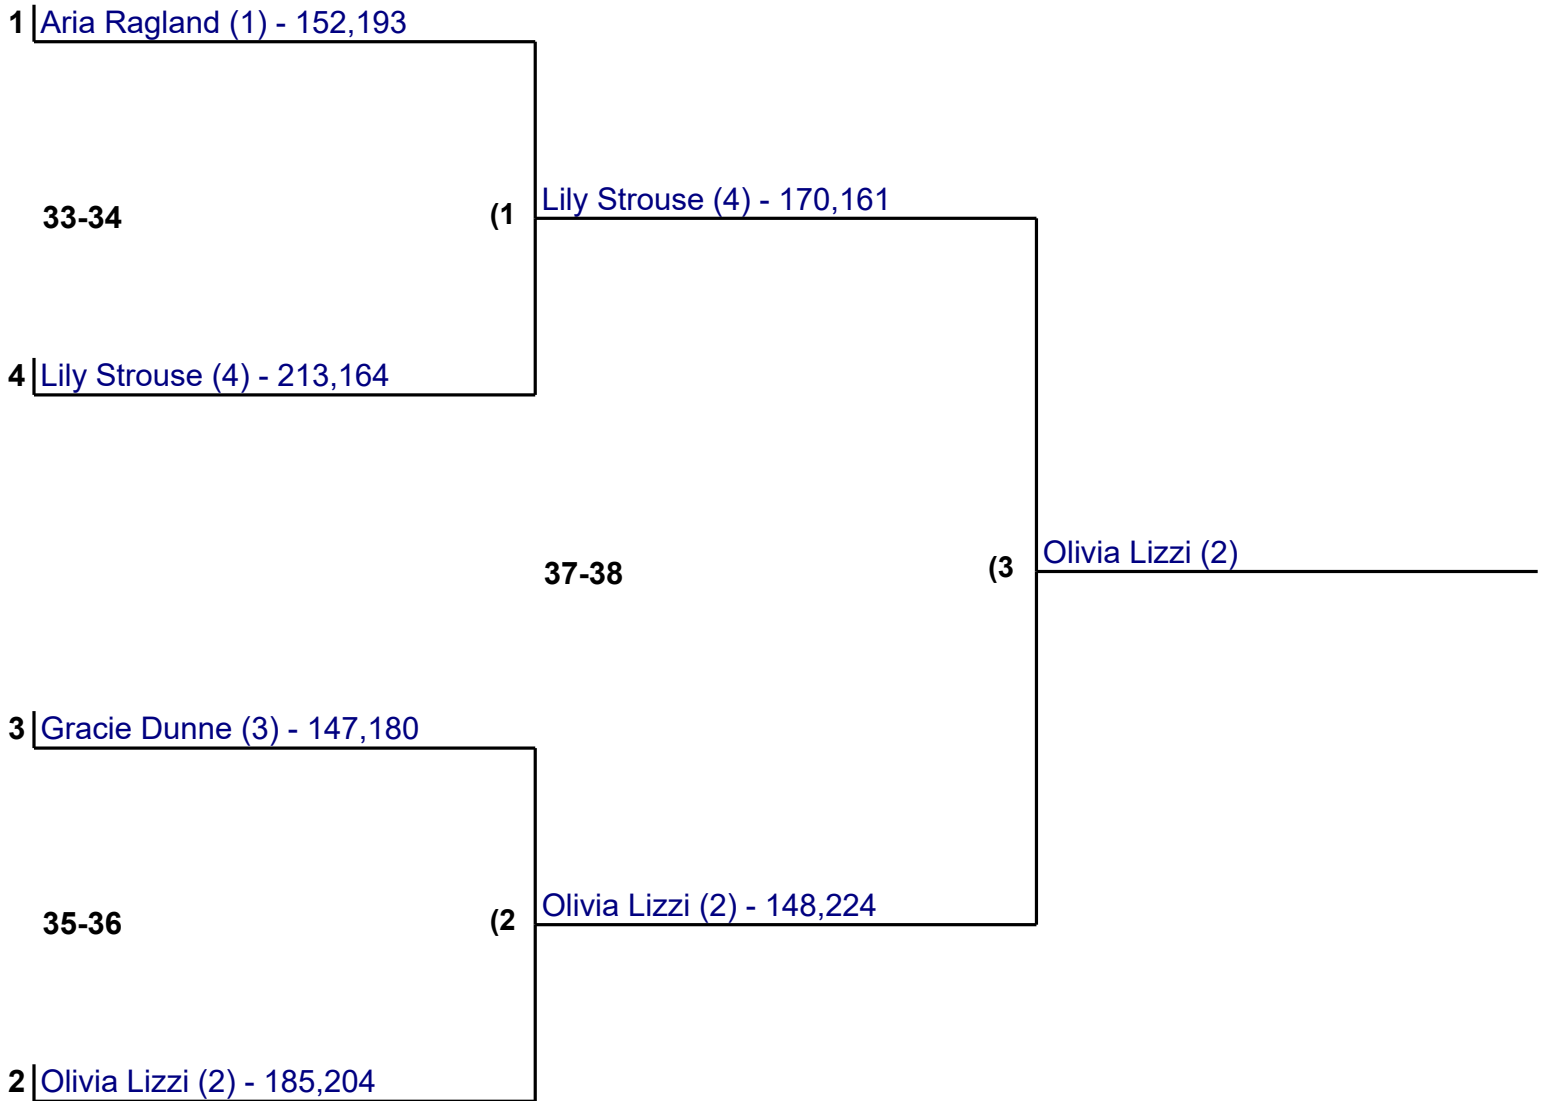 1 Aria Ragland (1) - 152,193
Lily Strouse (4) - 170,161
33-34 (1
4 Lily Strouse (4) - 213,164
Olivia Lizzi (2)
37-38 (3
3 Gracie Dunne (3) - 147,180
Olivia Lizzi (2) - 148,224
35-36 (2
2 Olivia Lizzi (2) - 185,204